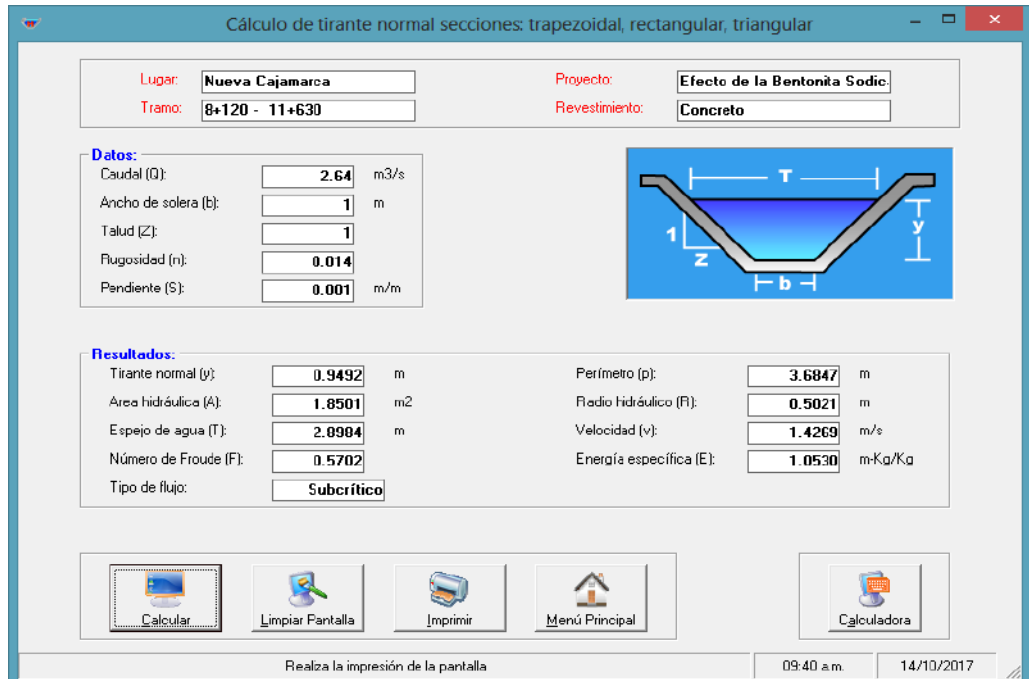 Cálculo de tirante normal secciones: trapezoidal, rectangular, triangular
Lugar: Nueva Cajamarca Proyecto: Efecto de la Bentonita Sodic.
Tramo: 8+120 - 11+630 Revestimiento: Concreto
Datos:
Caudal (Q): 2.64 m3/s
Ancho de solera (b): 1 m
Talud (Z): 1
Rugosidad (n): 0.014
Pendiente (S): 0.001 m/m
T
1
Z
b
y
Resultados:
Tirante normal (y): 0.9492 m Perímetro (p): 3.6847 m
Area hidráulica (A): 1.8501 m2 Radio hidráulico (R): 0.5021 m
Espejo de agua (T): 2.8984 m Velocidad (v): 1.4269 m/s
Número de Froude (F): 0.5702 Energía específica (E): 1.0530 m-Kg/Kg
Tipo de flujo: Subcrítico
Calcular Limpiar Pantalla Imprimir Menú Principal Calculadora
Realiza la impresión de la pantalla 09:40 a.m. 14/10/2017